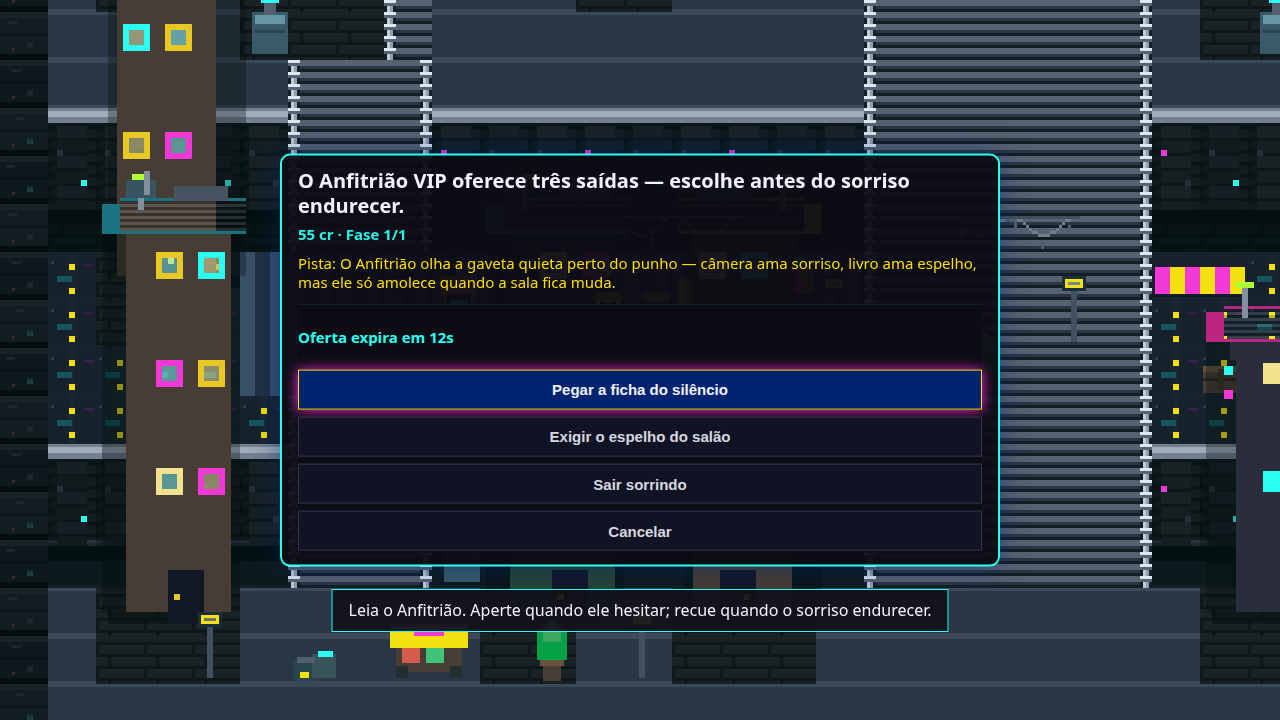 O Anfitrião VIP oferece três saídas — escolhe antes do sorriso
endurecer.
55 cr · Fase 1/1
Pista: O Anfitrião olha a gaveta quieta perto do punho — câmera ama sorriso, livro ama espelho,
mas ele só amolece quando a sala fica muda.
Oferta expira em 12s
Pegar a ficha do silêncio
Exigir o espelho do salão
Sair sorrindo
Cancelar
Leia o Anfitrião. Aperte quando ele hesitar; recue quando o sorriso endurecer.